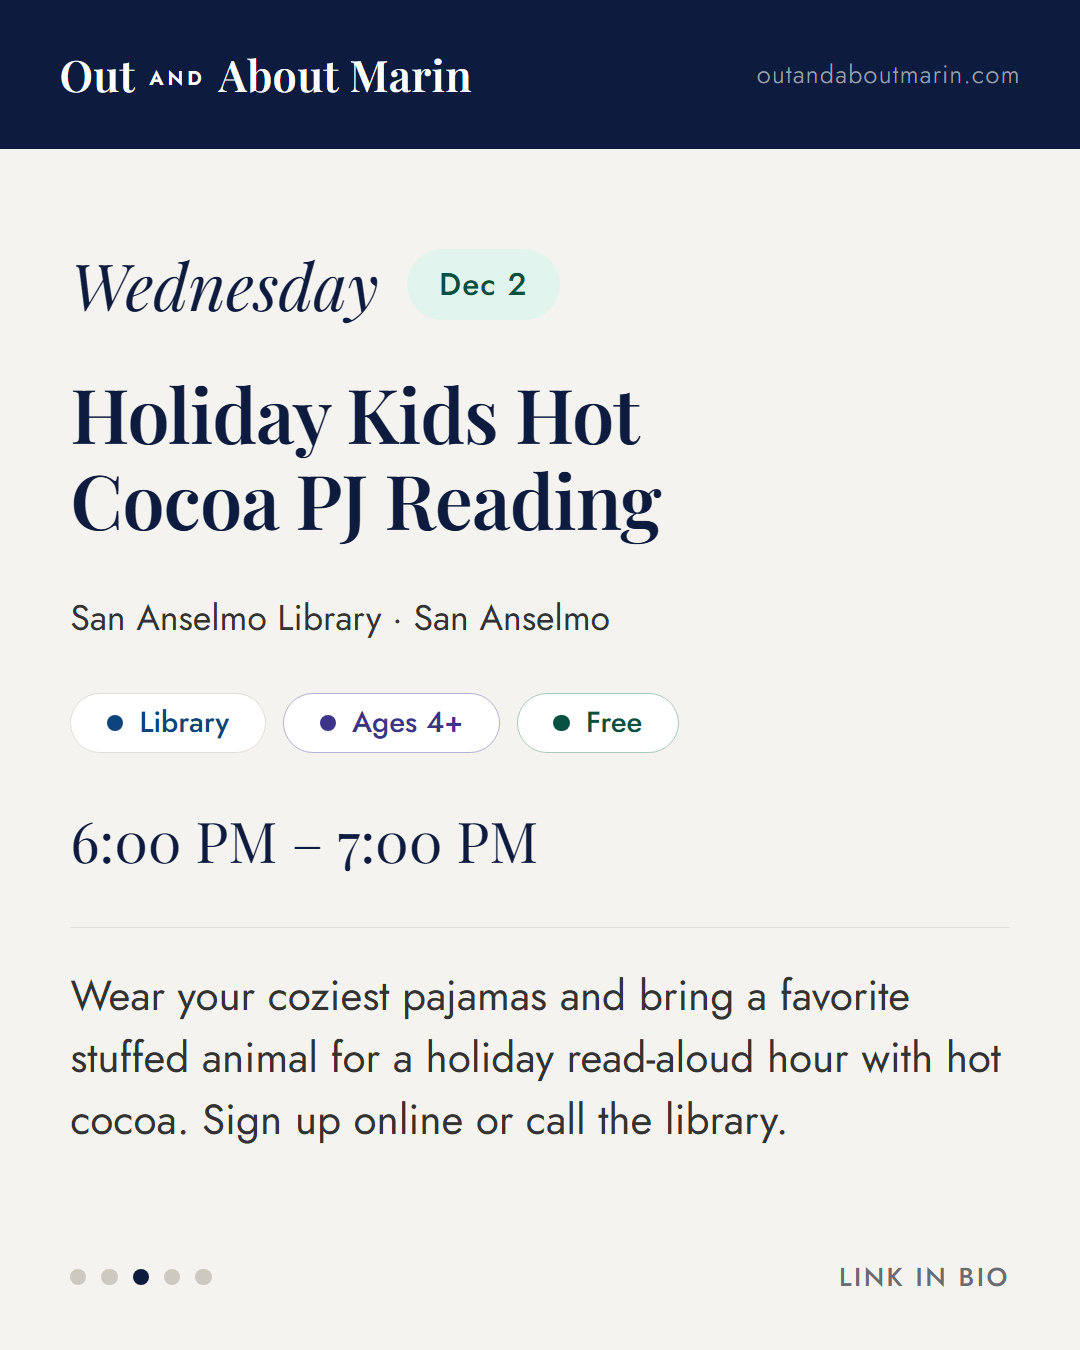 Out AND About Marin
outandaboutmarin.com
Wednesday
Dec 2
Holiday Kids Hot
Cocoa PJ Reading
San Anselmo Library · San Anselmo
Library
Ages 4+
Free
6:00 PM – 7:00 PM
Wear your coziest pajamas and bring a favorite
stuffed animal for a holiday read-aloud hour with hot
cocoa. Sign up online or call the library.
LINK IN BIO